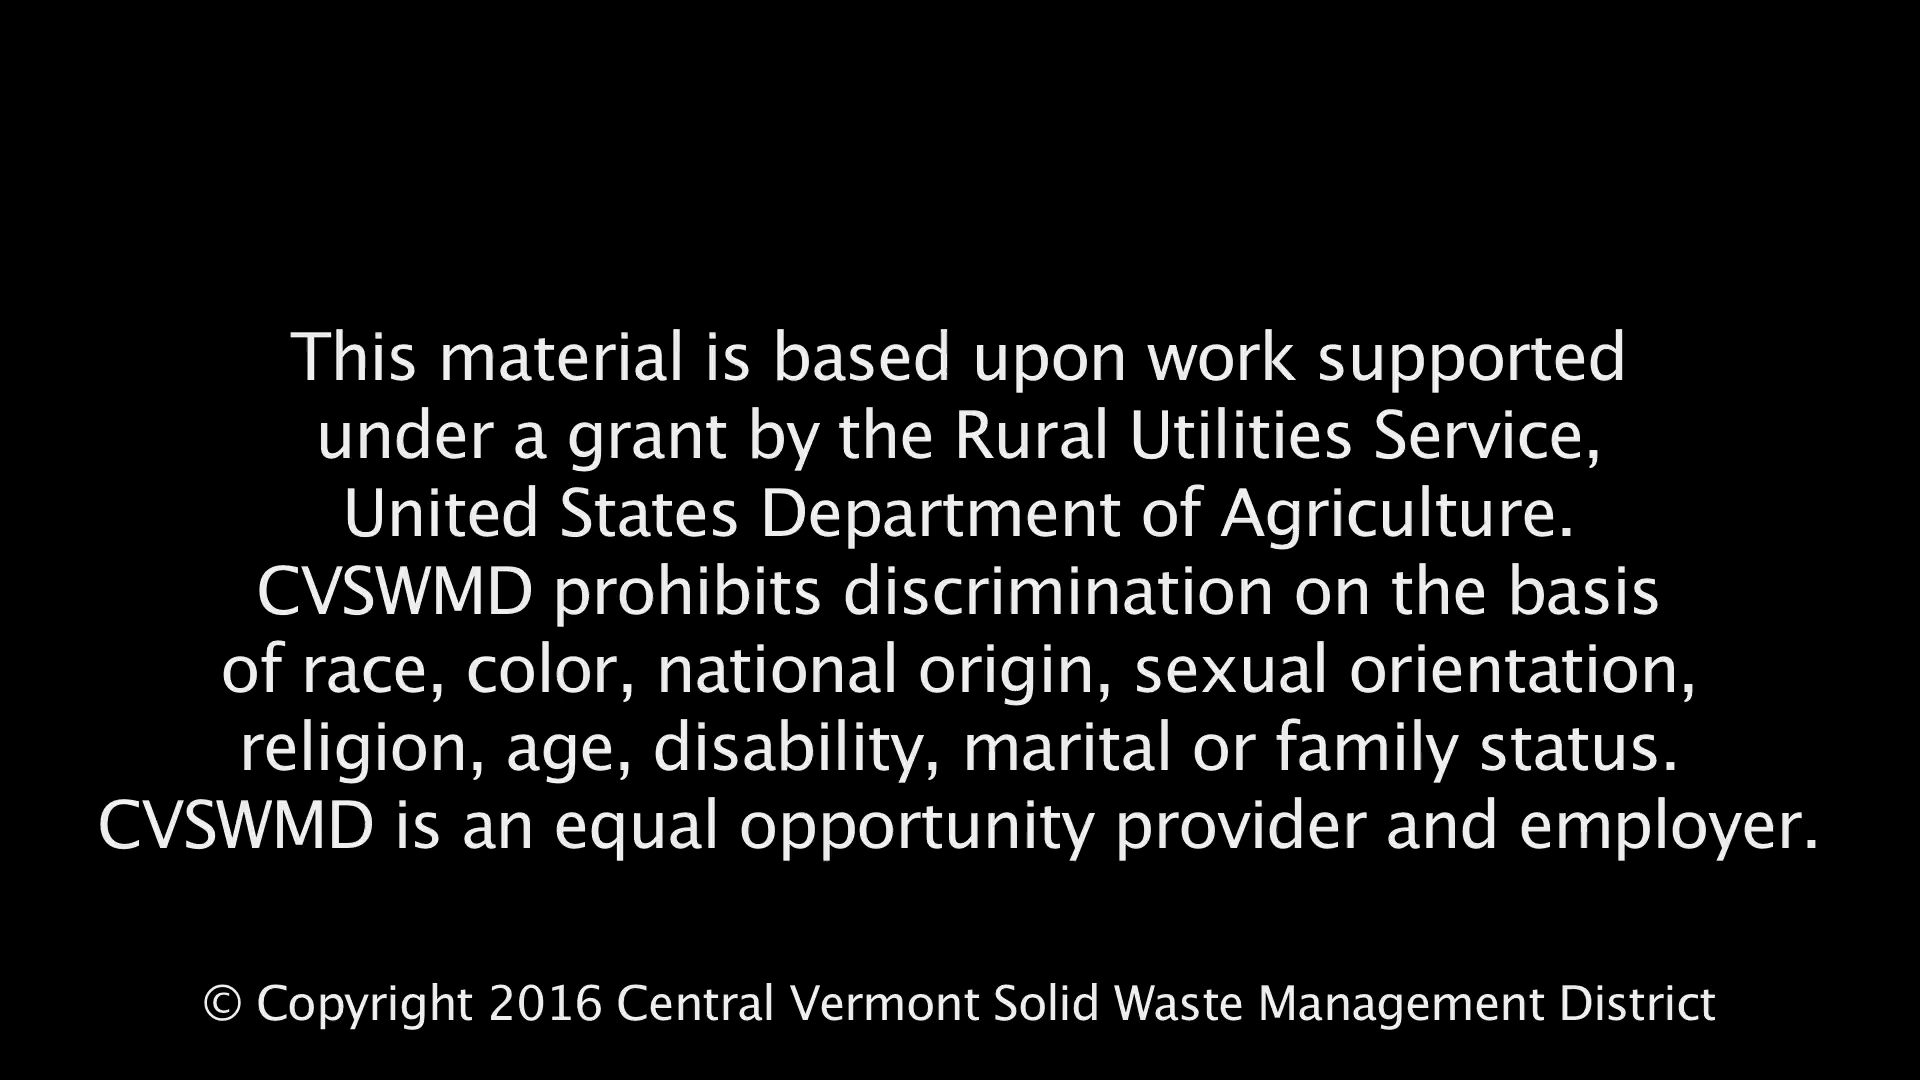 This material is based upon work supported
under a grant by the Rural Utilities Service,
United States Department of Agriculture.
CVSWMD prohibits discrimination on the basis
of race, color, national origin, sexual orientation,
religion, age, disability, marital or family status.
CVSWMD is an equal opportunity provider and employer.
© Copyright 2016 Central Vermont Solid Waste Management District